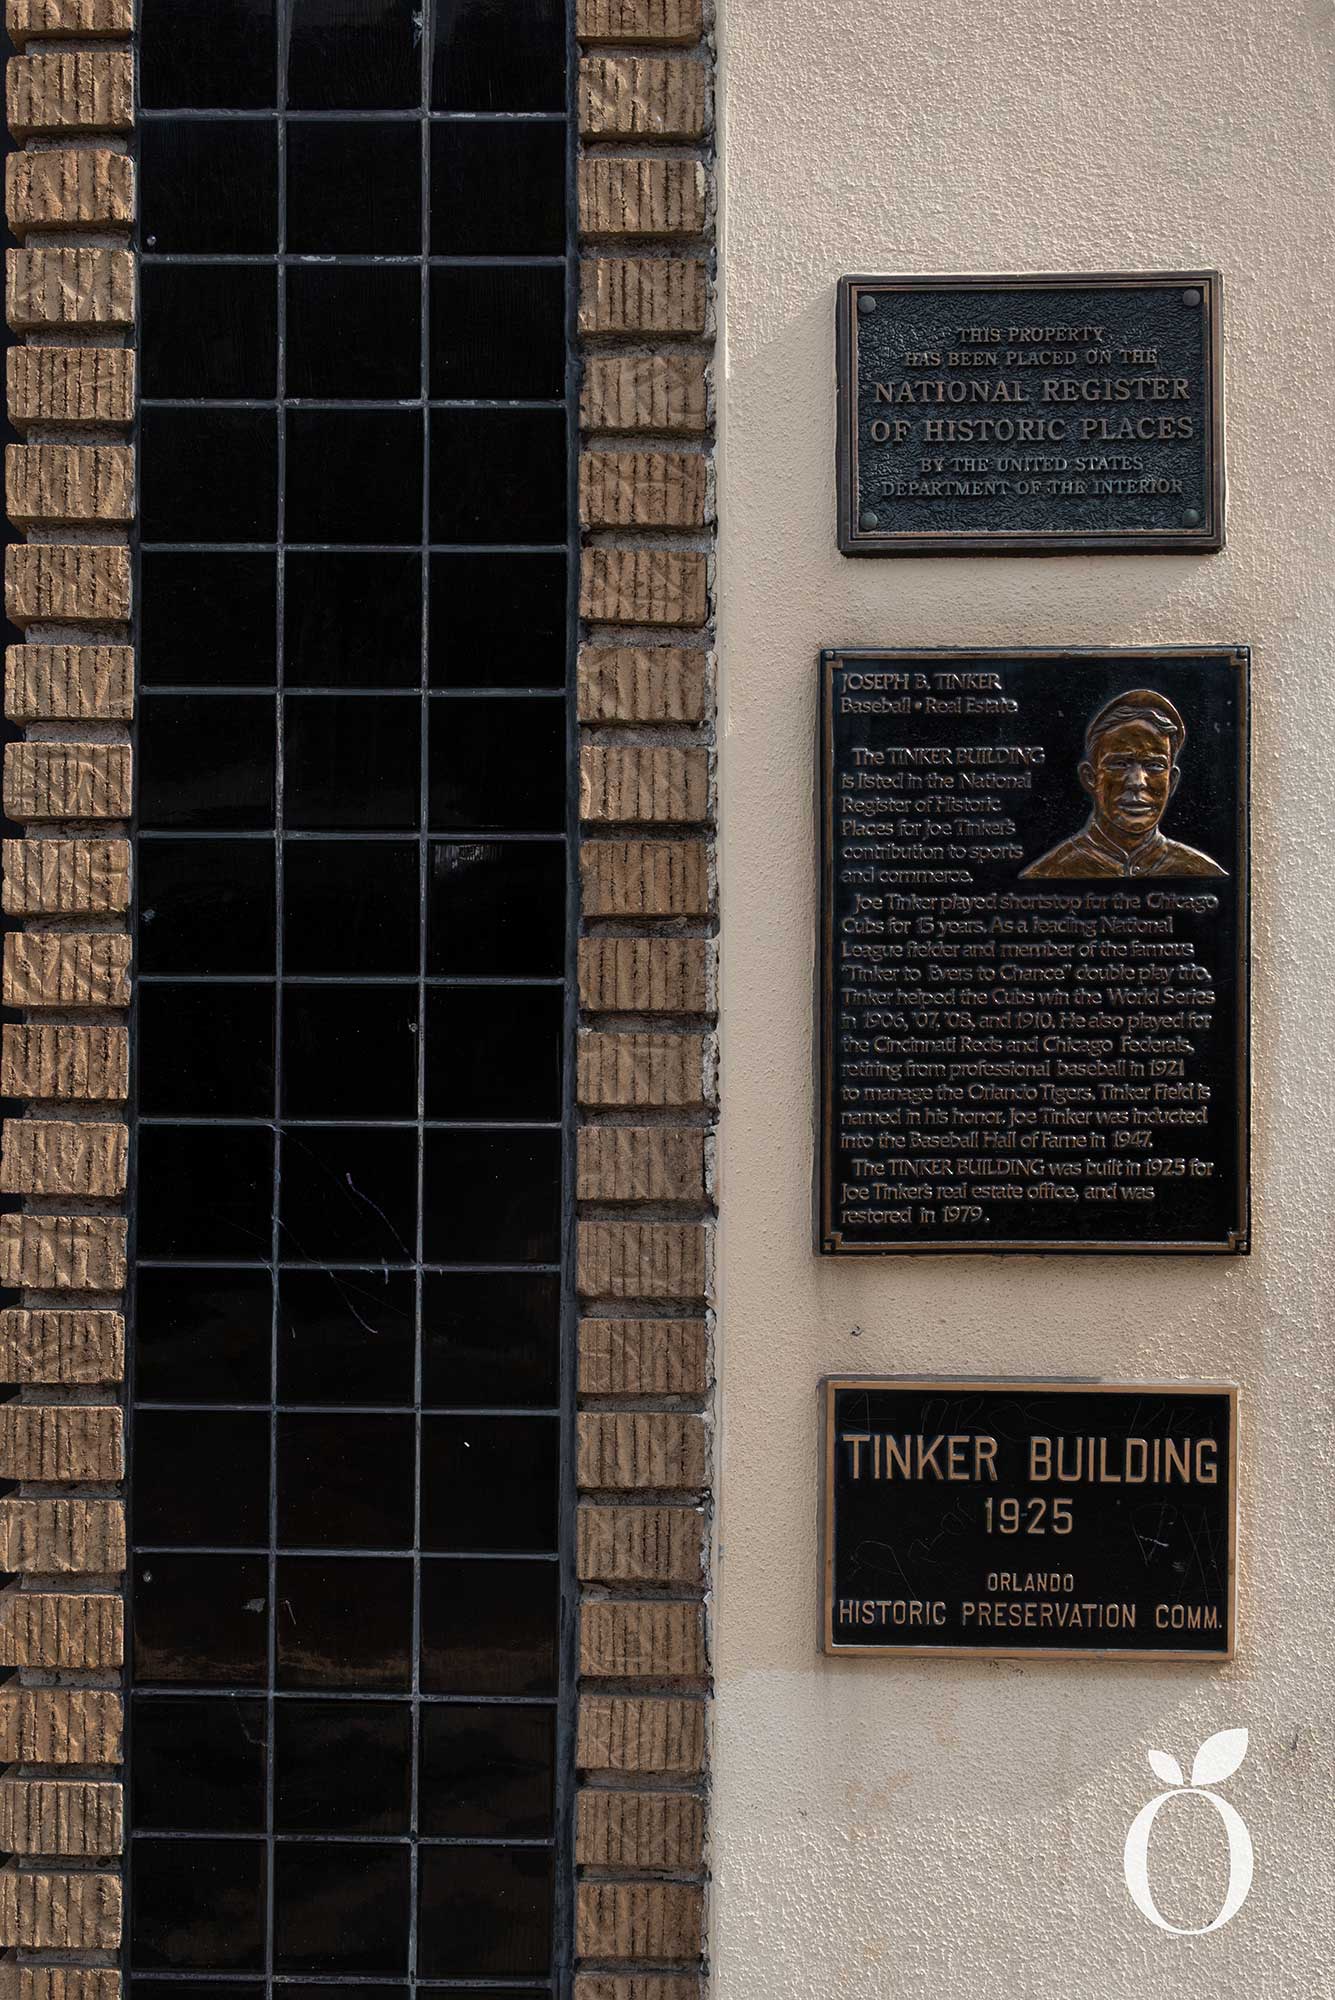 THIS PROPERTY
HAS BEEN PLACED ON THE
NATIONAL REGISTER
OF HISTORIC PLACES
BY THE UNITED STATES
DEPARTMENT OF THE INTERIOR
JOSEPH B. TINKER
Baseball • Real Estate
The TINKER BUILDING
is listed in the National
Register of Historic
Places for Joe Tinker's
contribution to sports
and commerce.
Joe Tinker played shortstop for the Chicago
Cubs for 15 years. As a leading National
League fielder and member of the famous
"Tinker to Evers to Chance" double play trio,
Tinker helped the Cubs win the World Series
in 1906, '07, '08, and 1910. He also played for
the Cincinnati Reds and Chicago Federals,
retiring from professional baseball in 1921
to manage the Orlando Tigers. Tinker Field is
named in his honor. Joe Tinker was inducted
into the Baseball Hall of Fame in 1947.
The TINKER BUILDING was built in 1925 for
Joe Tinker's real estate office, and was
restored in 1979.
TINKER BUILDING
1925
ORLANDO
HISTORIC PRESERVATION COMM.